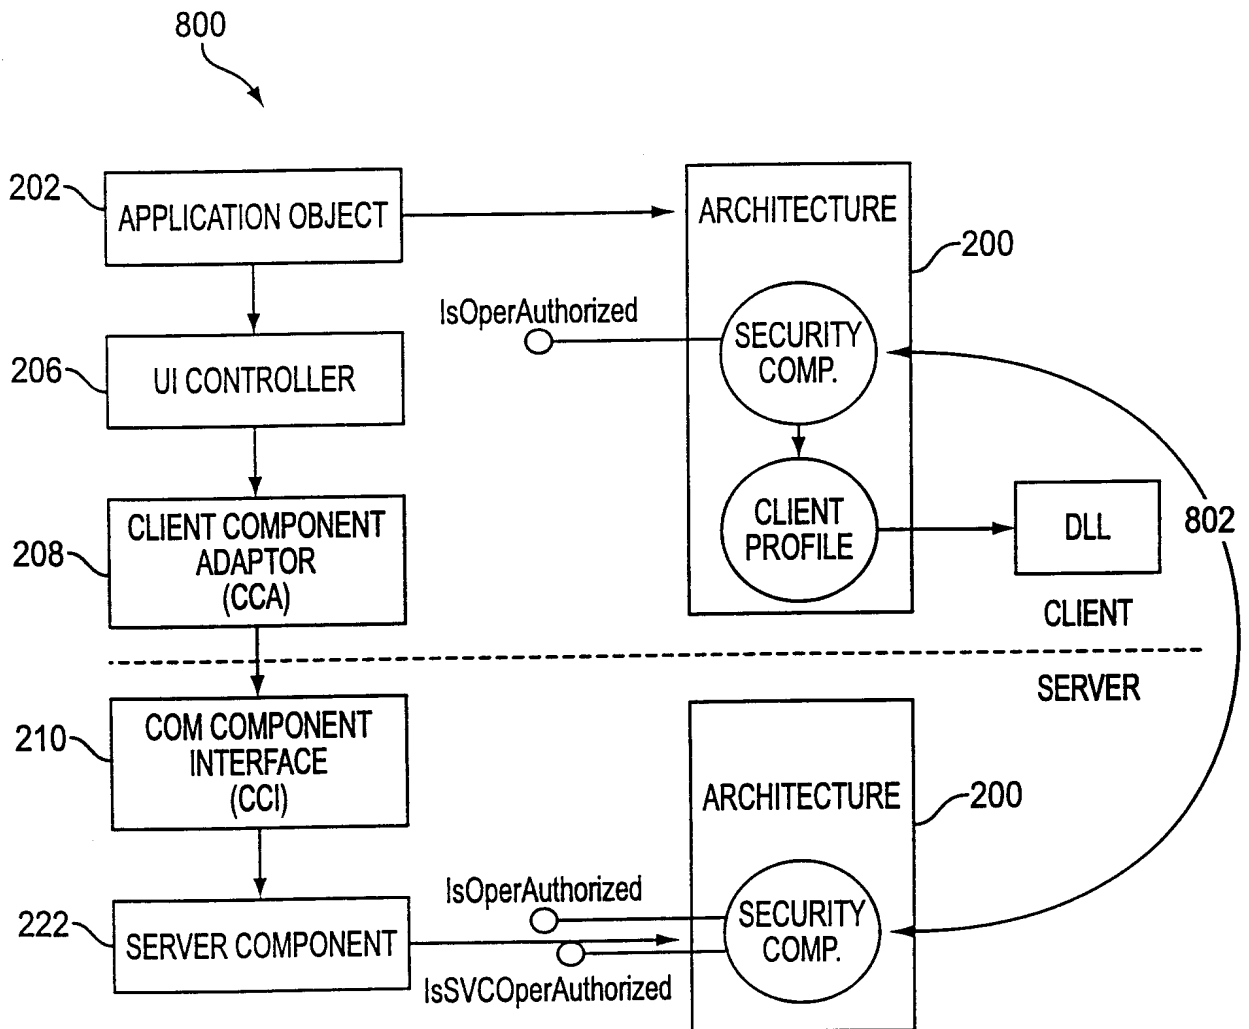 800
202
APPLICATION OBJECT
ARCHITECTURE
200
IsOperAuthorized
SECURITY
COMP.
206
UI CONTROLLER
CLIENT
PROFILE
DLL
802
208
CLIENT COMPONENT
ADAPTOR
(CCA)
CLIENT
SERVER
210
COM COMPONENT
INTERFACE
(CCI)
ARCHITECTURE
200
IsOperAuthorized
SECURITY
COMP.
222
SERVER COMPONENT
IsSVCOperAuthorized